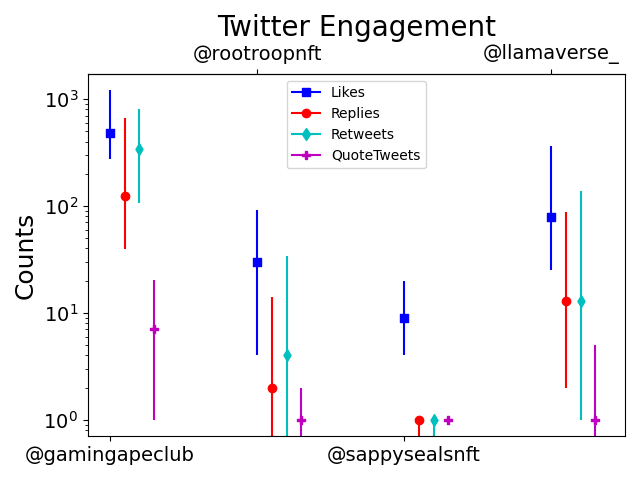 Twitter Engagement
@rootroopnft @llamaverse_
Likes
Replies
Retweets
QuoteTweets
Counts
10³
10²
10¹
10⁰
@gamingapeclub @sappysealsnft